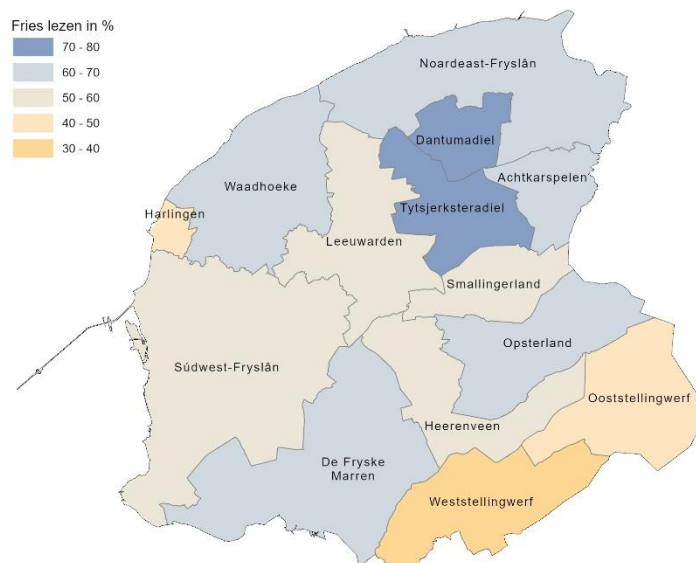 Fries lezen in %
70 - 80
60 - 70
50 - 60
40 - 50
30 - 40
Noardeast-Fryslân
Dantumadiel
Achtkarspelen
Waadhoeke
Tytsjerksteradiel
Harlingen
Leeuwarden
Smallingerland
Opsterland
Súdwest-Fryslân
Ooststellingwerf
Heerenveen
De Fryske
Marren
Weststellingwerf